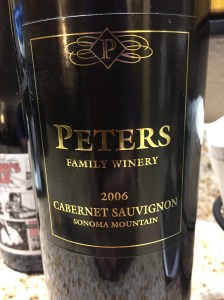 P
PETERS
FAMILY WINERY
2006
CABERNET SAUVIGNON
SONOMA MOUNTAIN